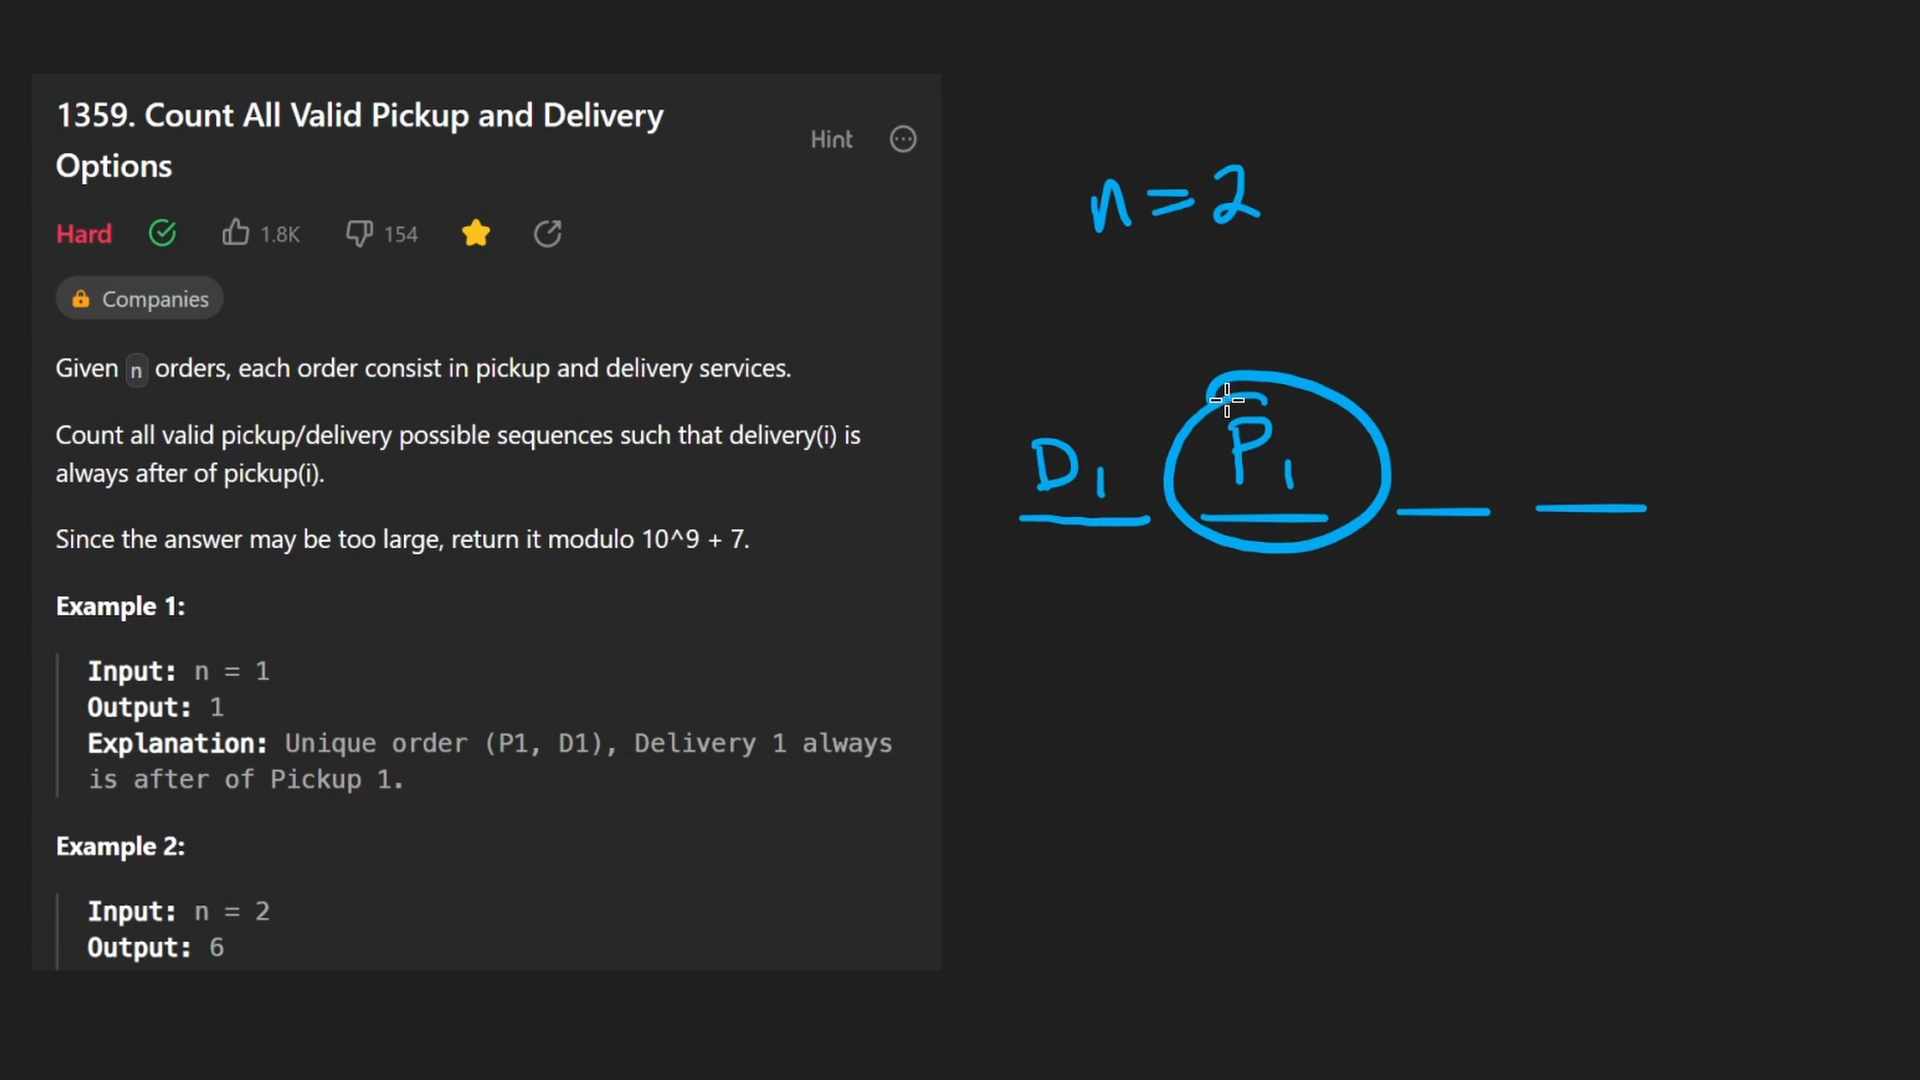 1359. Count All Valid Pickup and Delivery
Options
Hint
Hard 1.8K 154
Companies
Given n orders, each order consist in pickup and delivery services.
Count all valid pickup/delivery possible sequences such that delivery(i) is
always after of pickup(i).
Since the answer may be too large, return it modulo 10^9 + 7.
Example 1:
Input: n = 1
Output: 1
Explanation: Unique order (P1, D1), Delivery 1 always
is after of Pickup 1.
Example 2:
Input: n = 2
Output: 6
n = 2
D1 P1